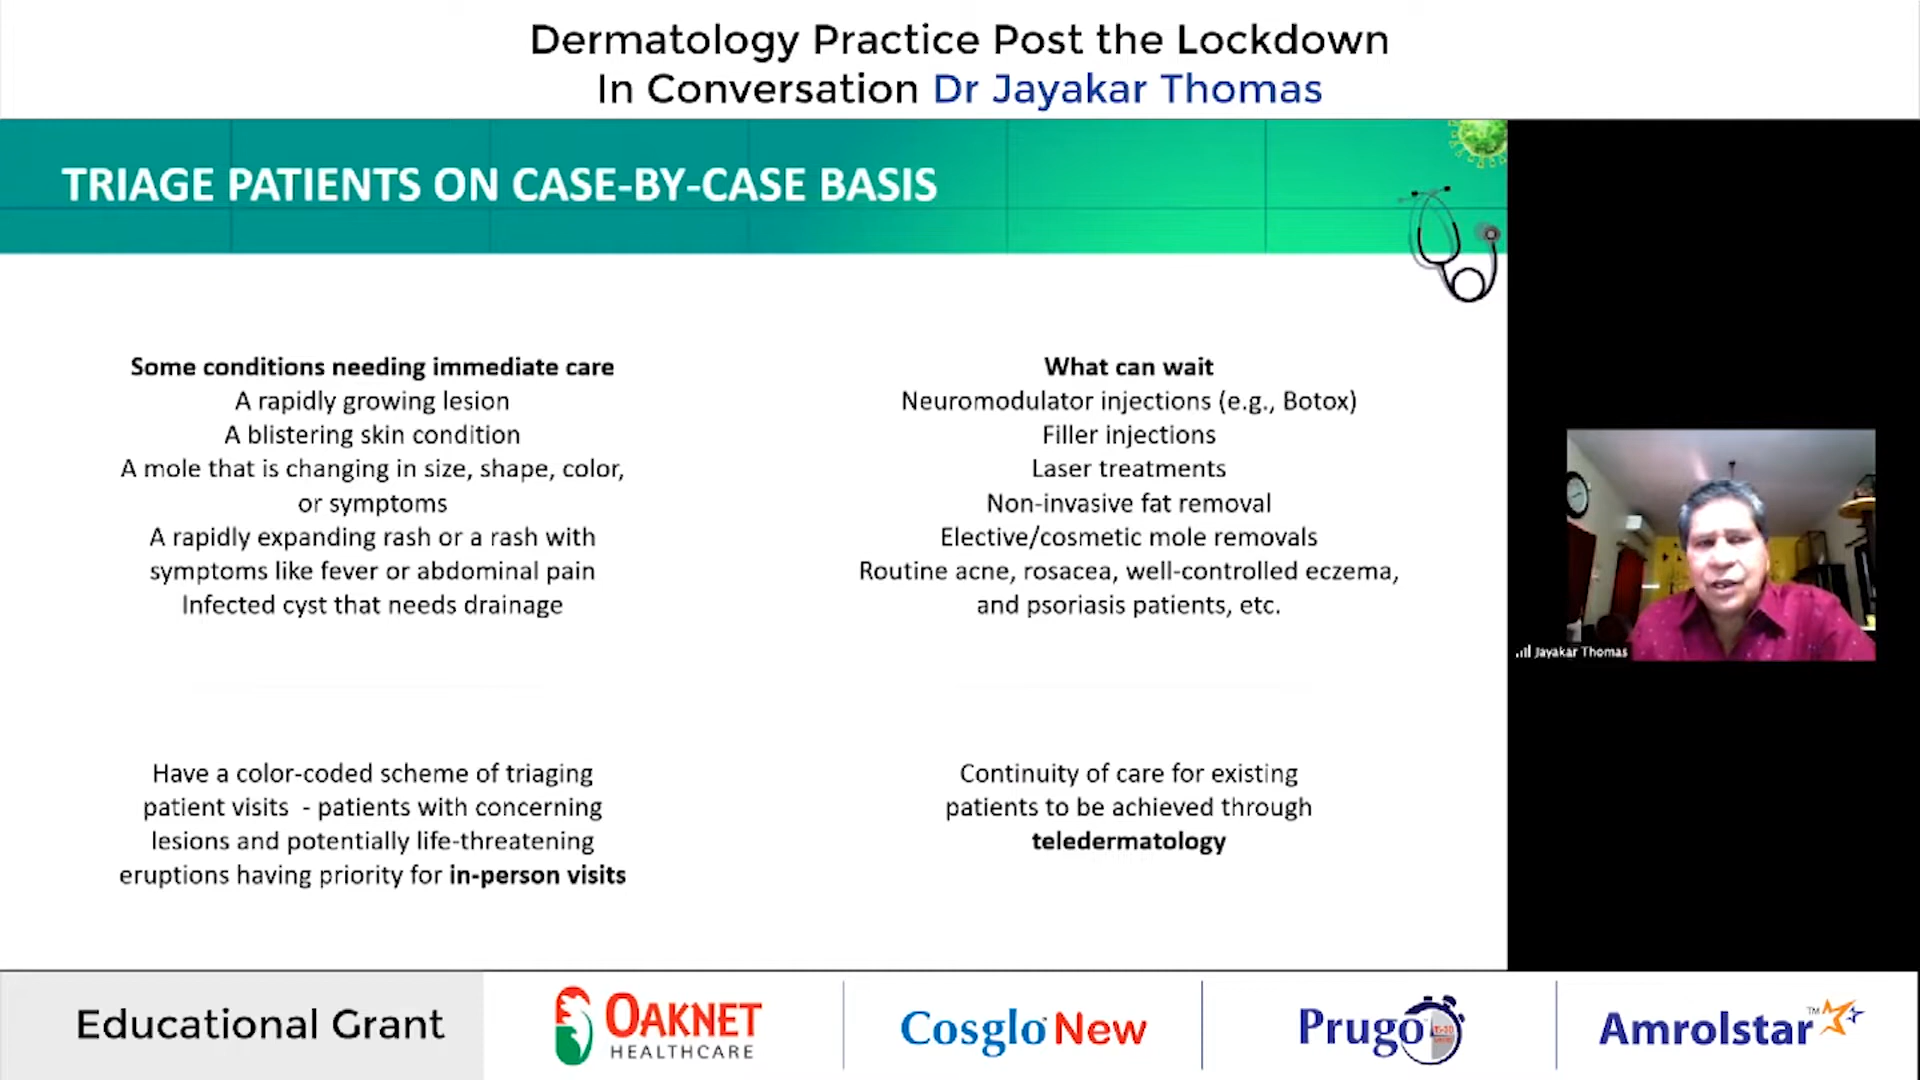 Dermatology Practice Post the Lockdown
In Conversation Dr Jayakar Thomas
TRIAGE PATIENTS ON CASE-BY-CASE BASIS
Some conditions needing immediate care
A rapidly growing lesion
A blistering skin condition
A mole that is changing in size, shape, color,
or symptoms
A rapidly expanding rash or a rash with
symptoms like fever or abdominal pain
Infected cyst that needs drainage
What can wait
Neuromodulator injections (e.g., Botox)
Filler injections
Laser treatments
Non-invasive fat removal
Elective/cosmetic mole removals
Routine acne, rosacea, well-controlled eczema,
and psoriasis patients, etc.
Have a color-coded scheme of triaging
patient visits - patients with concerning
lesions and potentially life-threatening
eruptions having priority for in-person visits
Continuity of care for existing
patients to be achieved through
teledermatology
Jayakar Thomas
Educational Grant
OAKNET
HEALTHCARE
Cosglo New
Prugo
Amrolstar™